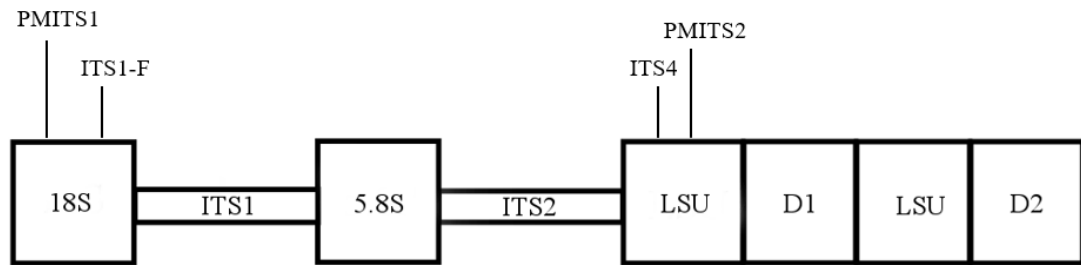 PMITS1
PMITS2
ITS1-F
ITS4
18S
ITS1
5.8S
ITS2
LSU
D1
LSU
D2